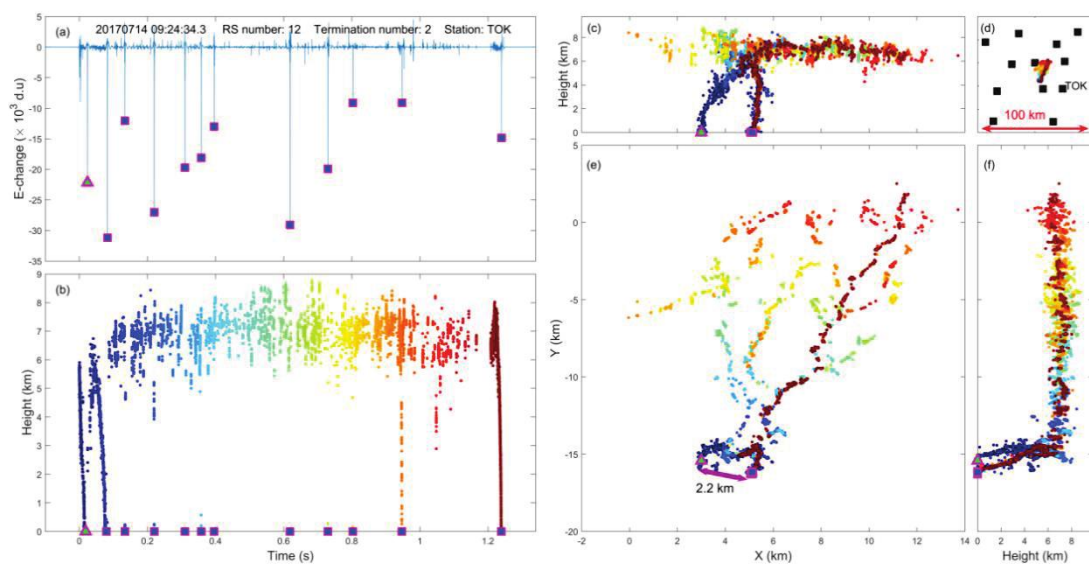 (a)
20170714 09:24:34.3 RS number: 12 Termination number: 2 Station: TOK
5
0
-5
-10
-15
-20
-25
-30
-35
E-change (× 10³ d.u)
(b)
9
8
7
6
5
4
3
2
1
0
Height (km)
0 0.2 0.4 0.6 0.8 1.0 1.2
Time (s)
(c)
8
6
4
2
0
Height (km)
(d)
TOK
100 km
(e)
5
0
-5
-10
-15
-20
Y (km)
2.2 km
-2 0 2 4 6 8 10 12 14
X (km)
(f)
0 2 4 6 8
Height (km)